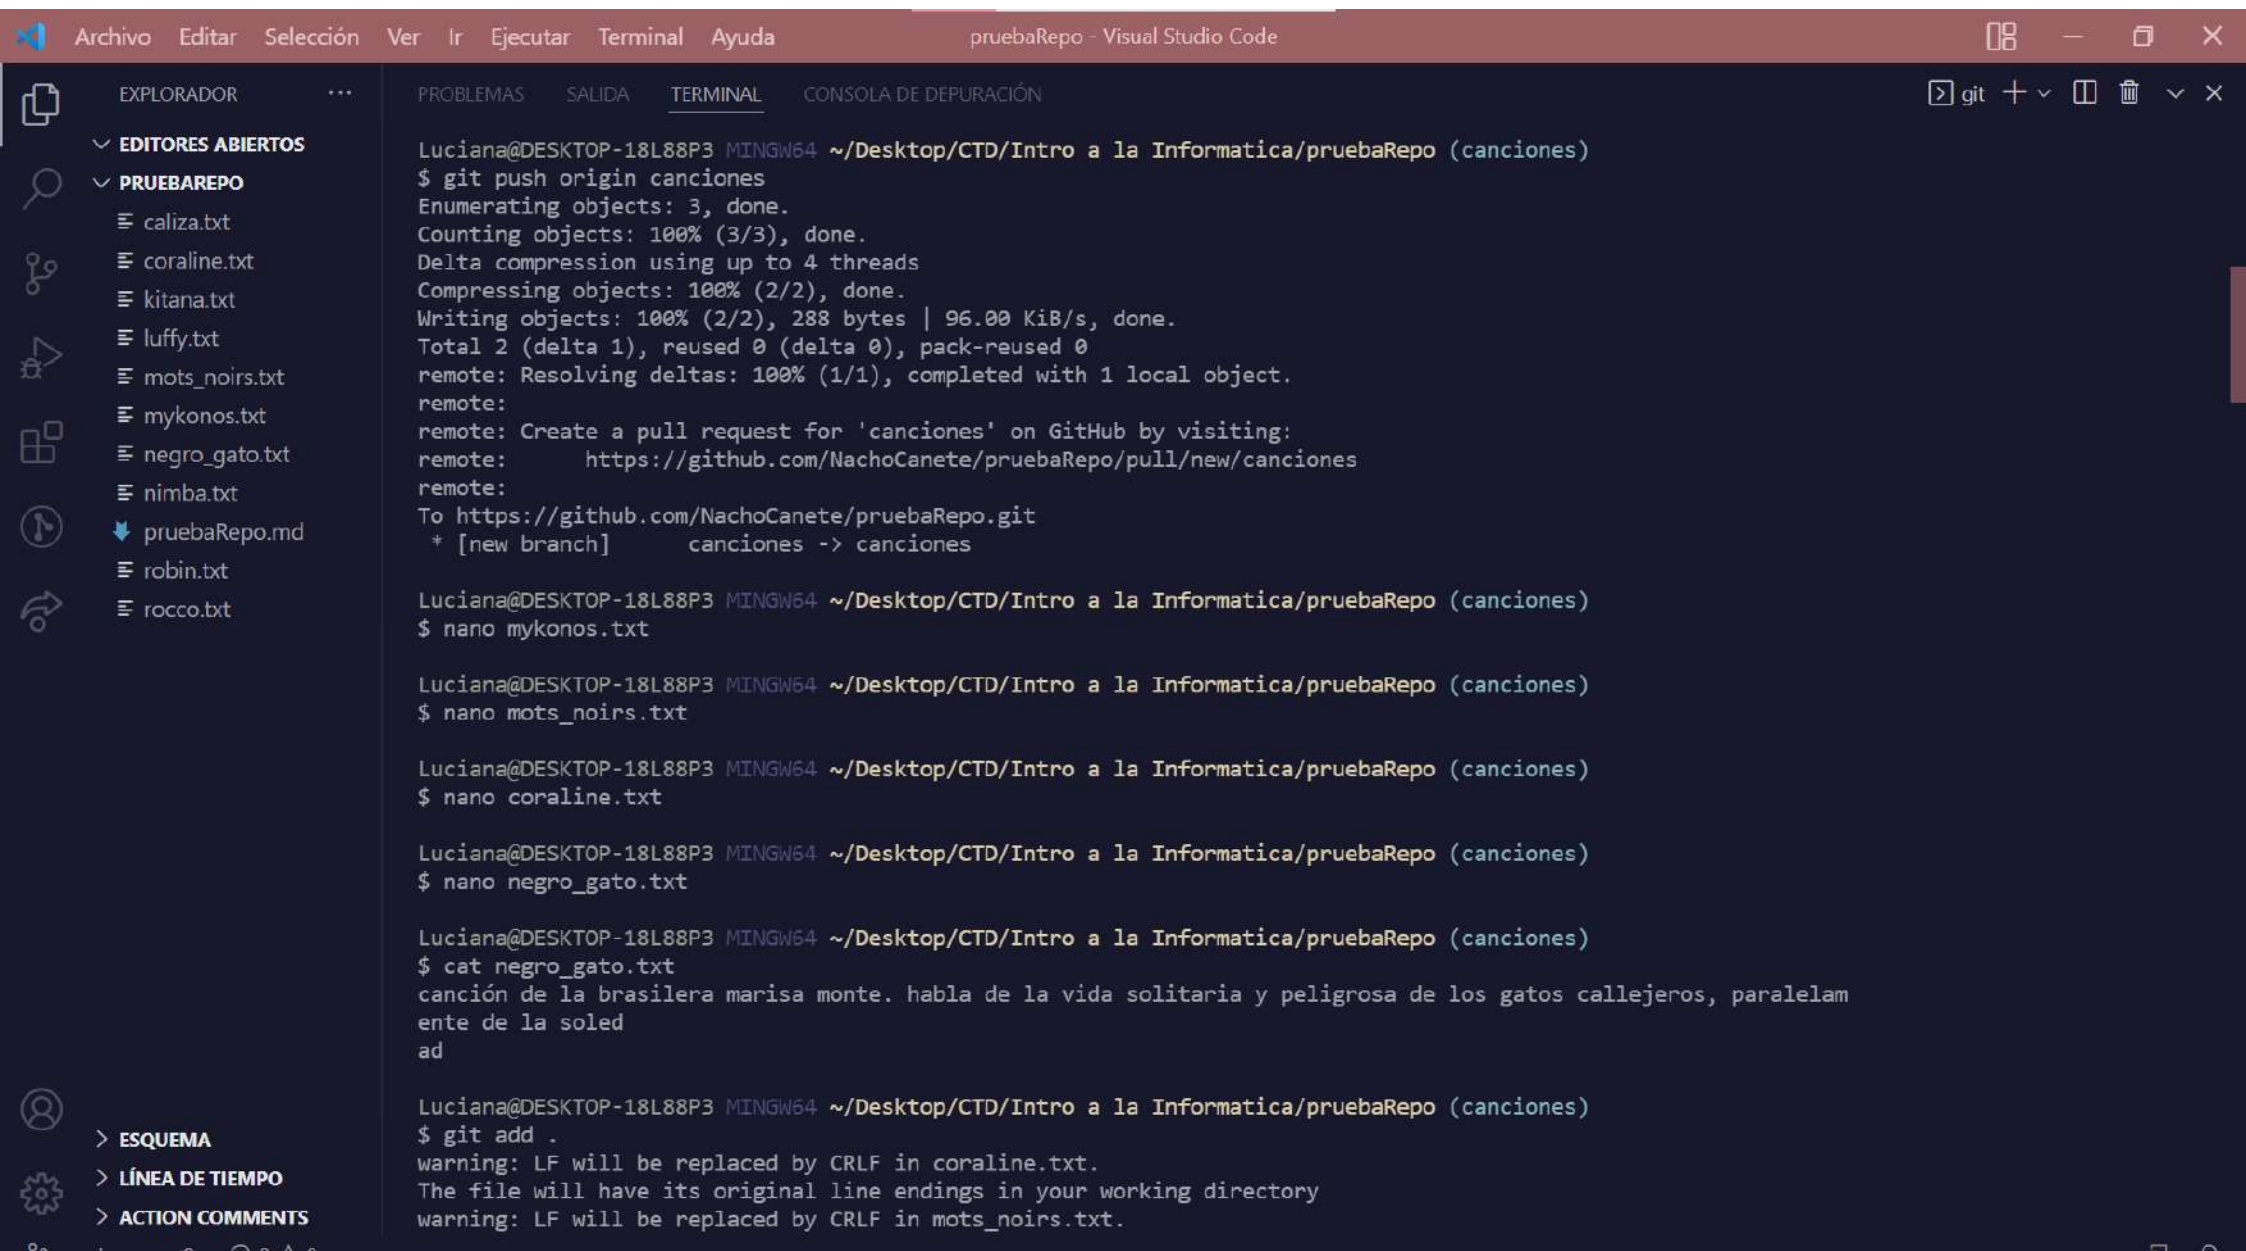 Archivo Editar Selección Ver Ir Ejecutar Terminal Ayuda pruebaRepo - Visual Studio Code
EXPLORADOR ...
EDITORES ABIERTOS
PRUEBAREPO
caliza.txt
coraline.txt
kitana.txt
luffy.txt
mots_noirs.txt
mykonos.txt
negro_gato.txt
nimba.txt
pruebaRepo.md
robin.txt
rocco.txt
ESQUEMA
LÍNEA DE TIEMPO
ACTION COMMENTS
PROBLEMAS SALIDA TERMINAL CONSOLA DE DEPURACIÓN git
Luciana@DESKTOP-18L88P3 MINGW64 ~/Desktop/CTD/Intro a la Informatica/pruebaRepo (canciones)
$ git push origin canciones
Enumerating objects: 3, done.
Counting objects: 100% (3/3), done.
Delta compression using up to 4 threads
Compressing objects: 100% (2/2), done.
Writing objects: 100% (2/2), 288 bytes | 96.00 KiB/s, done.
Total 2 (delta 1), reused 0 (delta 0), pack-reused 0
remote: Resolving deltas: 100% (1/1), completed with 1 local object.
remote:
remote: Create a pull request for 'canciones' on GitHub by visiting:
remote:      https://github.com/NachoCanete/pruebaRepo/pull/new/canciones
remote:
To https://github.com/NachoCanete/pruebaRepo.git
 * [new branch]      canciones -> canciones
Luciana@DESKTOP-18L88P3 MINGW64 ~/Desktop/CTD/Intro a la Informatica/pruebaRepo (canciones)
$ nano mykonos.txt
Luciana@DESKTOP-18L88P3 MINGW64 ~/Desktop/CTD/Intro a la Informatica/pruebaRepo (canciones)
$ nano mots_noirs.txt
Luciana@DESKTOP-18L88P3 MINGW64 ~/Desktop/CTD/Intro a la Informatica/pruebaRepo (canciones)
$ nano coraline.txt
Luciana@DESKTOP-18L88P3 MINGW64 ~/Desktop/CTD/Intro a la Informatica/pruebaRepo (canciones)
$ nano negro_gato.txt
Luciana@DESKTOP-18L88P3 MINGW64 ~/Desktop/CTD/Intro a la Informatica/pruebaRepo (canciones)
$ cat negro_gato.txt
canción de la brasilera marisa monte. habla de la vida solitaria y peligrosa de los gatos callejeros, paralelam
ente de la soled
ad
Luciana@DESKTOP-18L88P3 MINGW64 ~/Desktop/CTD/Intro a la Informatica/pruebaRepo (canciones)
$ git add .
warning: LF will be replaced by CRLF in coraline.txt.
The file will have its original line endings in your working directory
warning: LF will be replaced by CRLF in mots_noirs.txt.